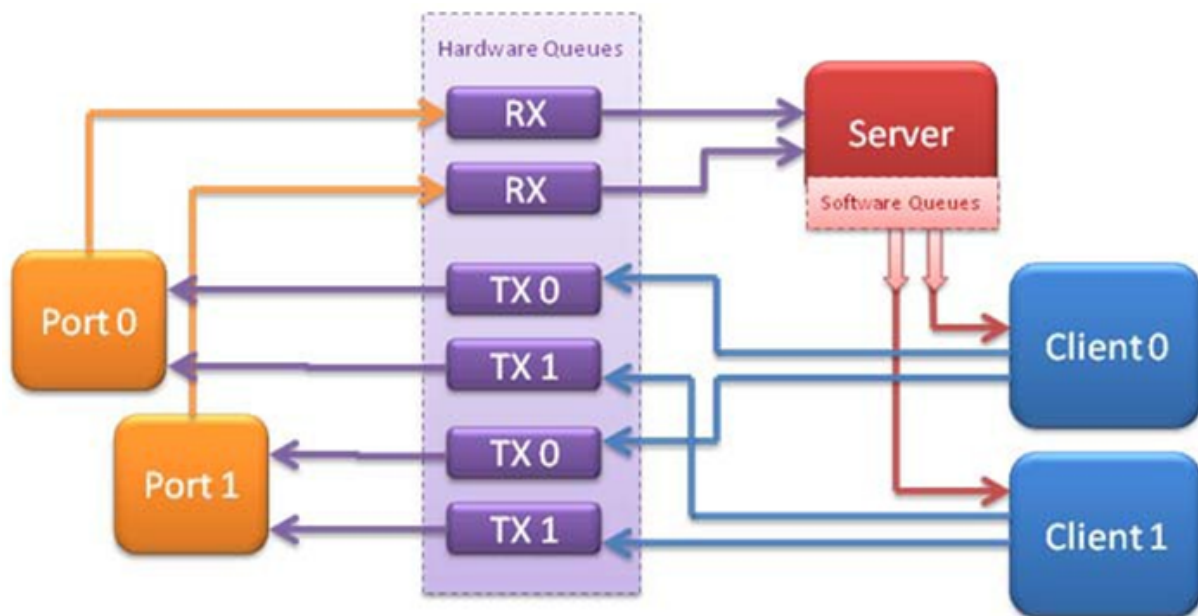 Hardware Queues
RX
RX
TX 0
TX 1
TX 0
TX 1
Server
Software Queues
Port 0
Port 1
Client 0
Client 1